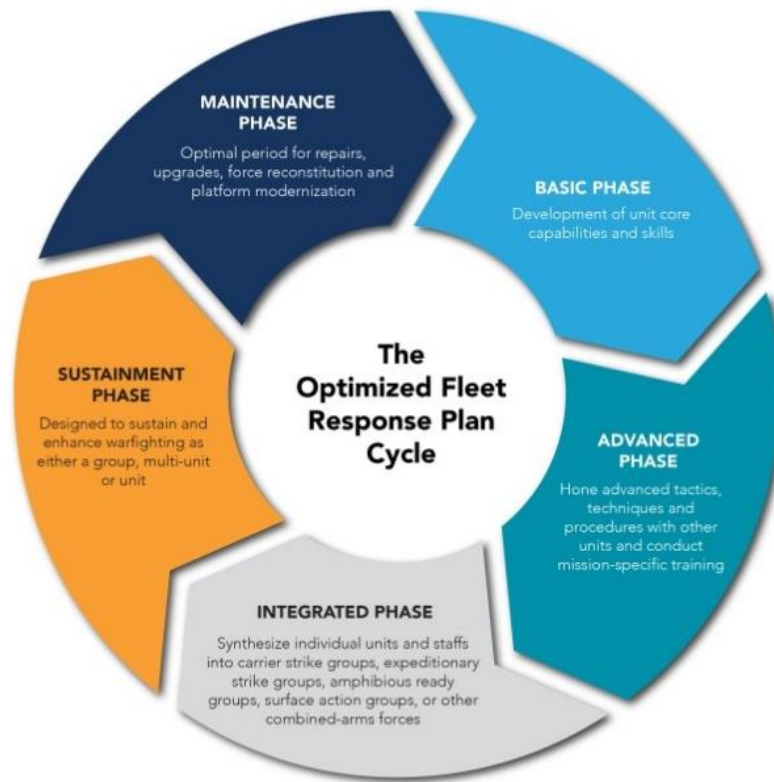 MAINTENANCE
PHASE
Optimal period for repairs,
upgrades, force reconstitution and
platform modernization
BASIC PHASE
Development of unit core
capabilities and skills
The
Optimized Fleet
Response Plan
Cycle
SUSTAINMENT
PHASE
Designed to sustain and
enhance warfighting as
either a group, multi-unit
or unit
ADVANCED
PHASE
Hone advanced tactics,
techniques and
procedures with other
units and conduct
mission-specific training
INTEGRATED PHASE
Synthesize individual units and staffs
into carrier strike groups, expeditionary
strike groups, amphibious ready
groups, surface action groups, or other
combined-arms forces